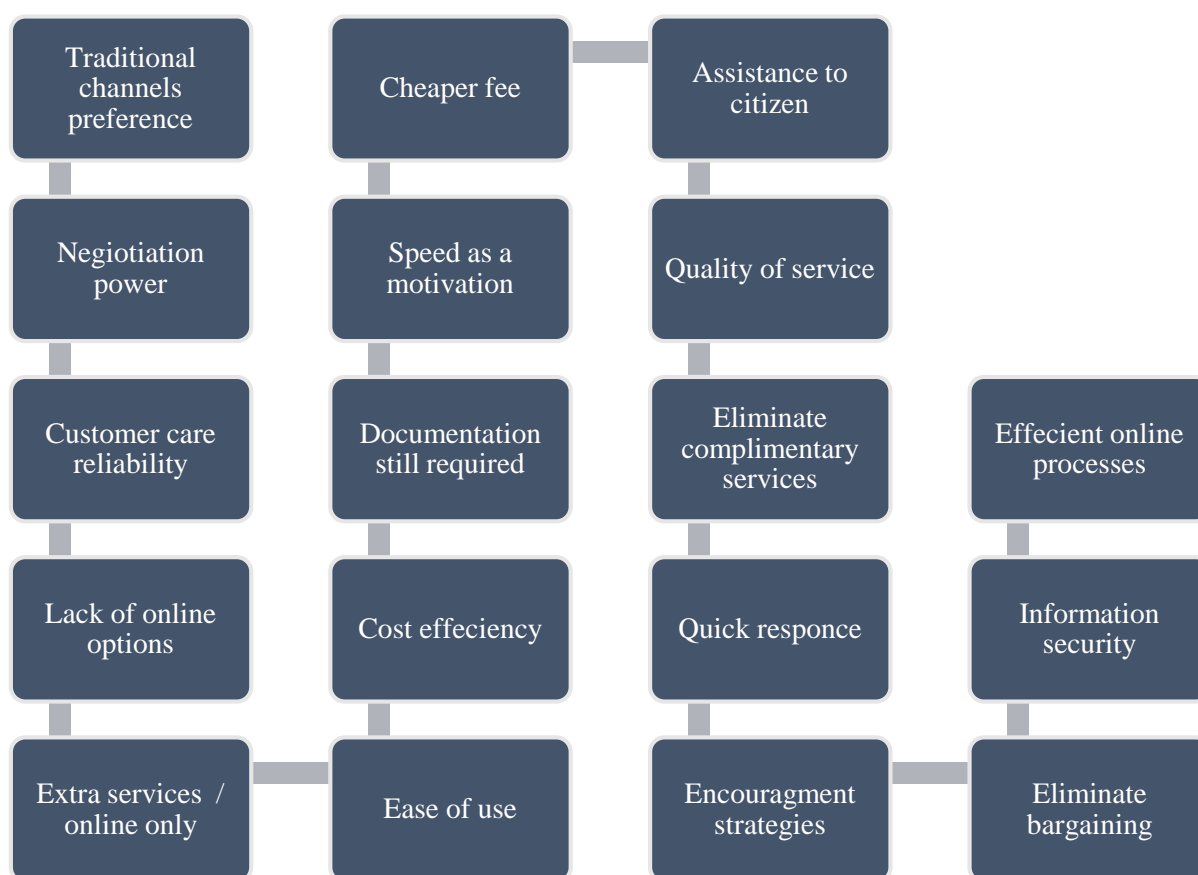 Traditional
channels
preference
Negiotiation
power
Customer care
reliability
Lack of online
options
Extra services /
online only
Ease of use
Cost effeciency
Documentation
still required
Speed as a
motivation
Cheaper fee
Assistance to
citizen
Quality of service
Eliminate
complimentary
services
Quick responce
Encouragment
strategies
Eliminate
bargaining
Information
security
Effecient online
processes